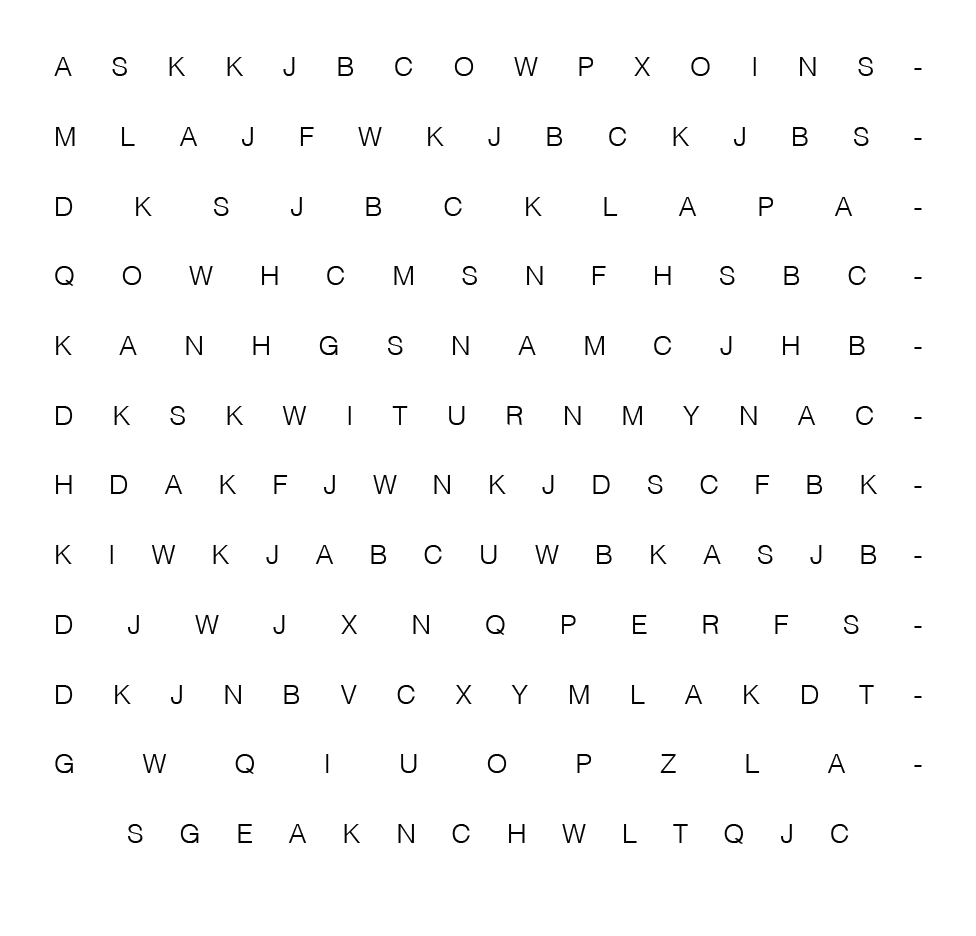 A S K K J B C O W P X O I N S -
M L A J F W K J B C K J B S -
D K S J B C K L A P A -
Q O W H C M S N F H S B C -
K A N H G S N A M C J H B -
D K S K W I T U R N M Y N A C -
H D A K F J W N K J D S C F B K -
K I W K J A B C U W B K A S J B -
D J W J X N Q P E R F S -
D K J N B V C X Y M L A K D T -
G W Q I U O P Z L A -
S G E A K N C H W L T Q J C